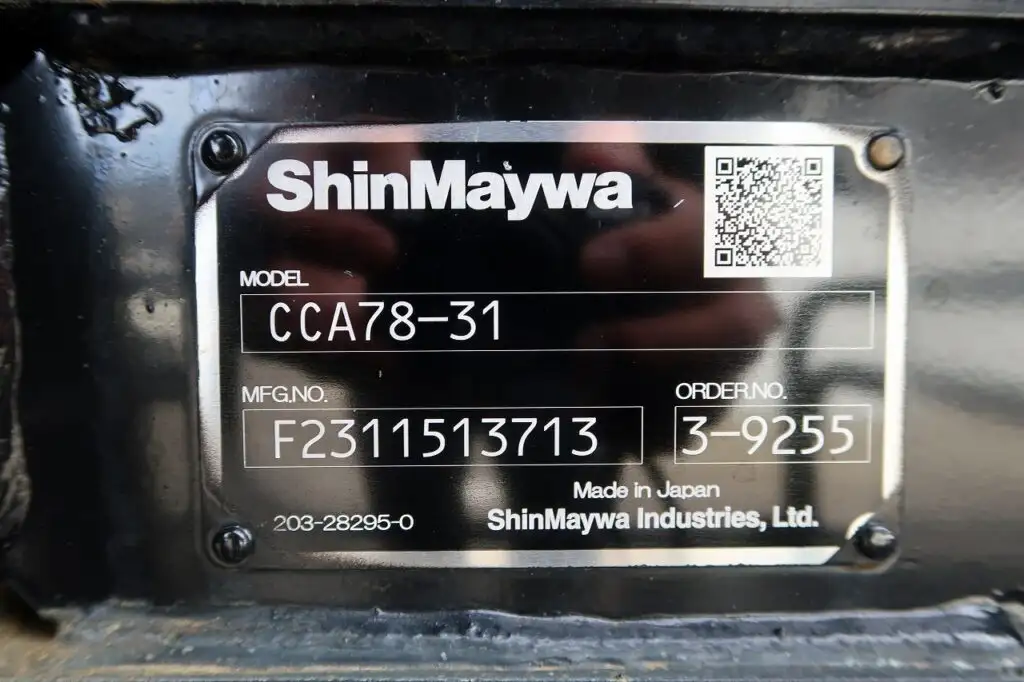 ShinMaywa
MODEL
CCA78-31
MFG.NO.
F2311513713
ORDER.NO.
3-9255
Made in Japan
203-28295-0
ShinMaywa Industries, Ltd.